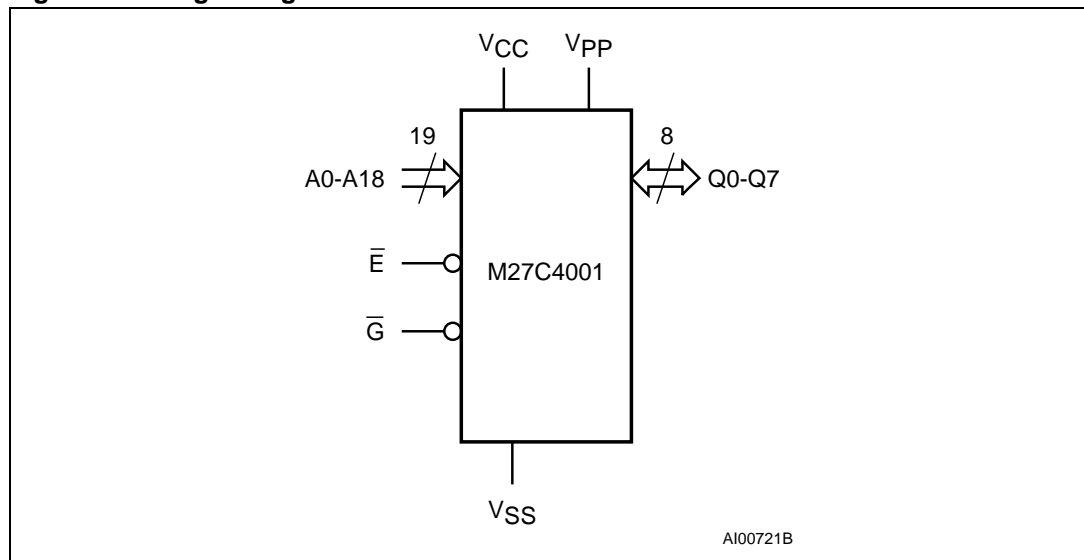 VCC VPP
19
8
A0-A18
Q0-Q7
E̅
M27C4001
G̅
VSS
AI00721B